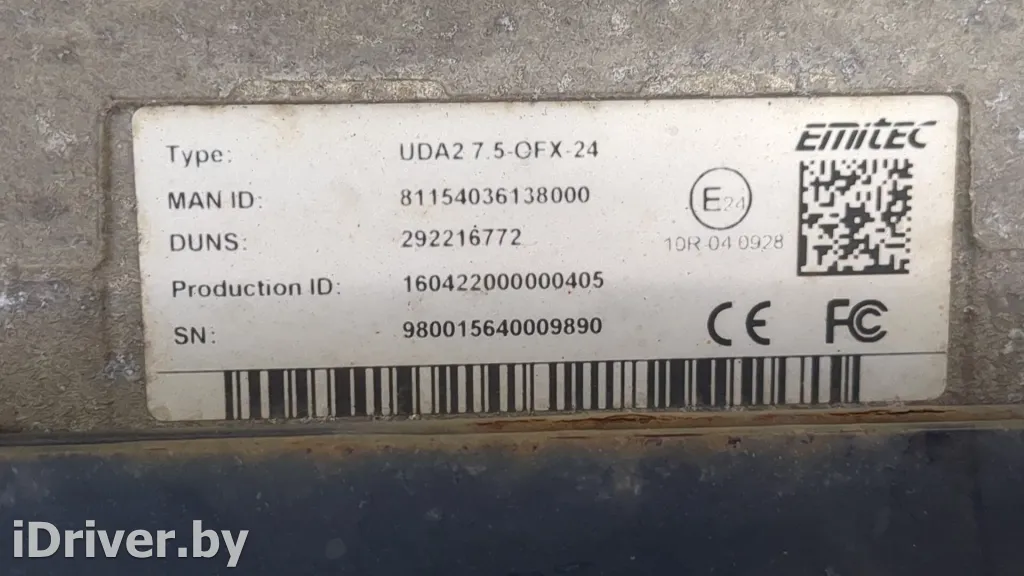 EMITEC
Type: UDA2 7.5-OFX-24
MAN ID: 81154036138000
DUNS: 292216772
Production ID: 160422000000405
SN: 980015640009890
E24
10R-04 0928
CE FC
iDriver.by